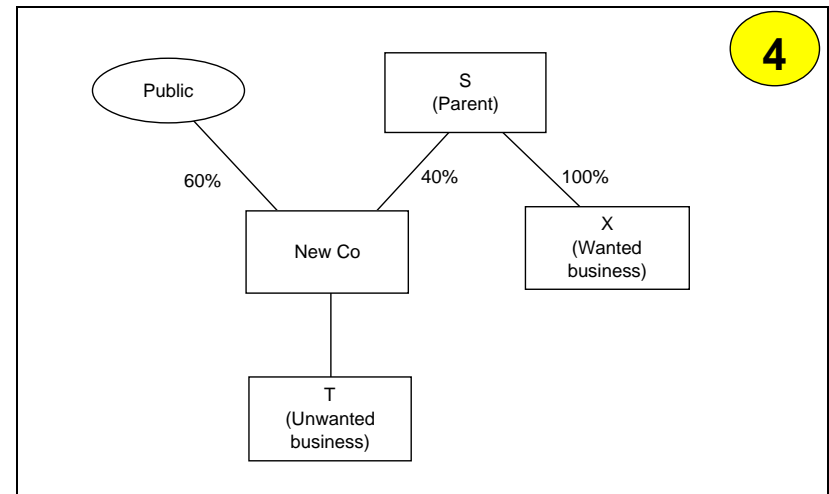 4
Public
S
(Parent)
60%
40%
100%
New Co
X
(Wanted
business)
T
(Unwanted
business)